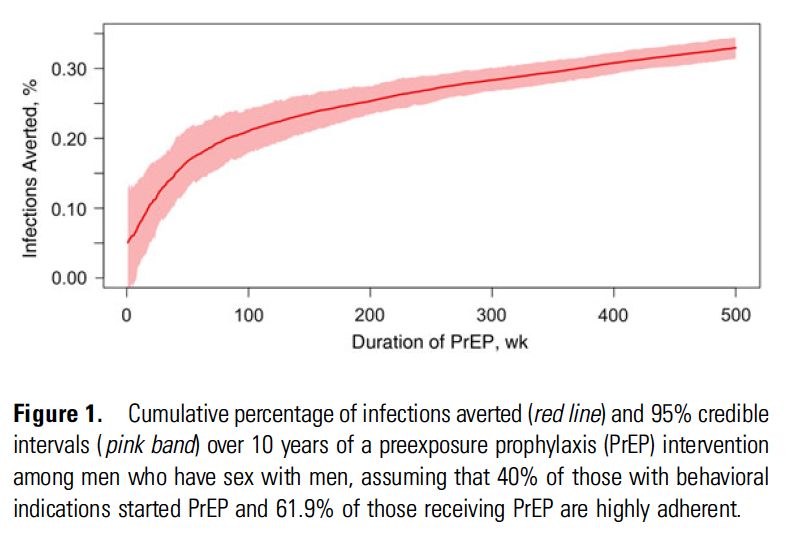 0.30
0.20
0.10
0.00
Infections Averted, %
0 100 200 300 400 500
Duration of PrEP, wk
Figure 1. Cumulative percentage of infections averted (red line) and 95% credible
intervals (pink band) over 10 years of a preexposure prophylaxis (PrEP) intervention
among men who have sex with men, assuming that 40% of those with behavioral
indications started PrEP and 61.9% of those receiving PrEP are highly adherent.